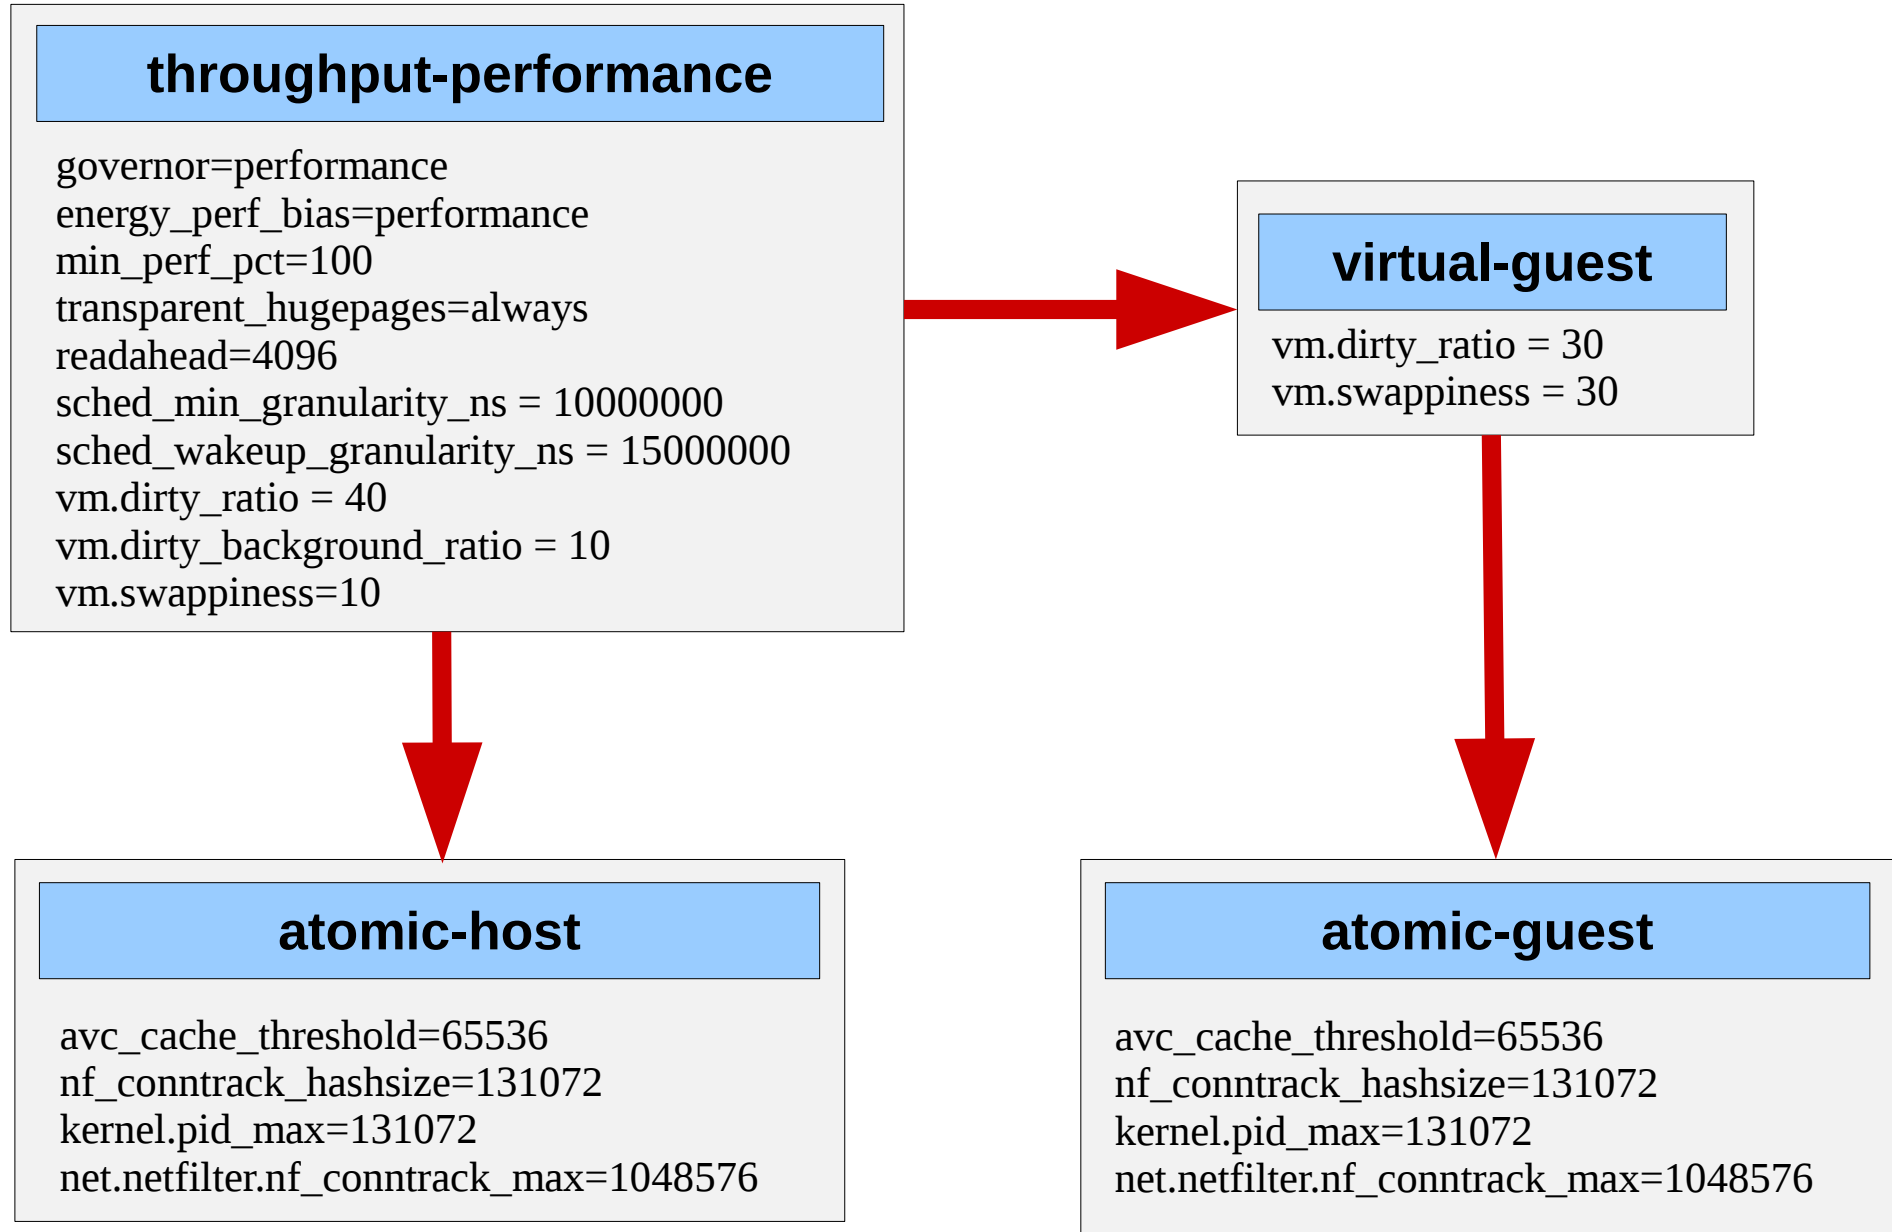 throughput-performance
governor=performance
energy_perf_bias=performance
min_perf_pct=100
transparent_hugepages=always
readahead=4096
sched_min_granularity_ns = 10000000
sched_wakeup_granularity_ns = 15000000
vm.dirty_ratio = 40
vm.dirty_background_ratio = 10
vm.swappiness=10
virtual-guest
vm.dirty_ratio = 30
vm.swappiness = 30
atomic-host
avc_cache_threshold=65536
nf_conntrack_hashsize=131072
kernel.pid_max=131072
net.netfilter.nf_conntrack_max=1048576
atomic-guest
avc_cache_threshold=65536
nf_conntrack_hashsize=131072
kernel.pid_max=131072
net.netfilter.nf_conntrack_max=1048576